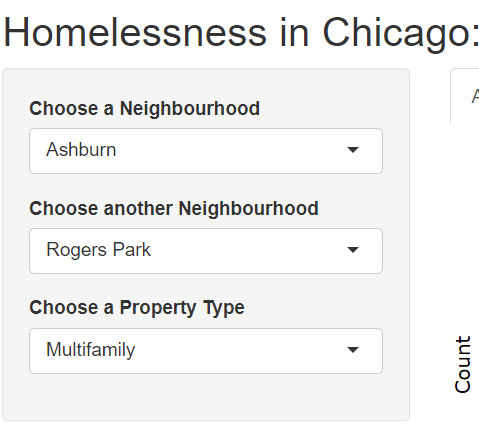 Homelessness in Chicago:
Choose a Neighbourhood
Ashburn
Choose another Neighbourhood
Rogers Park
Choose a Property Type
Multifamily
Count